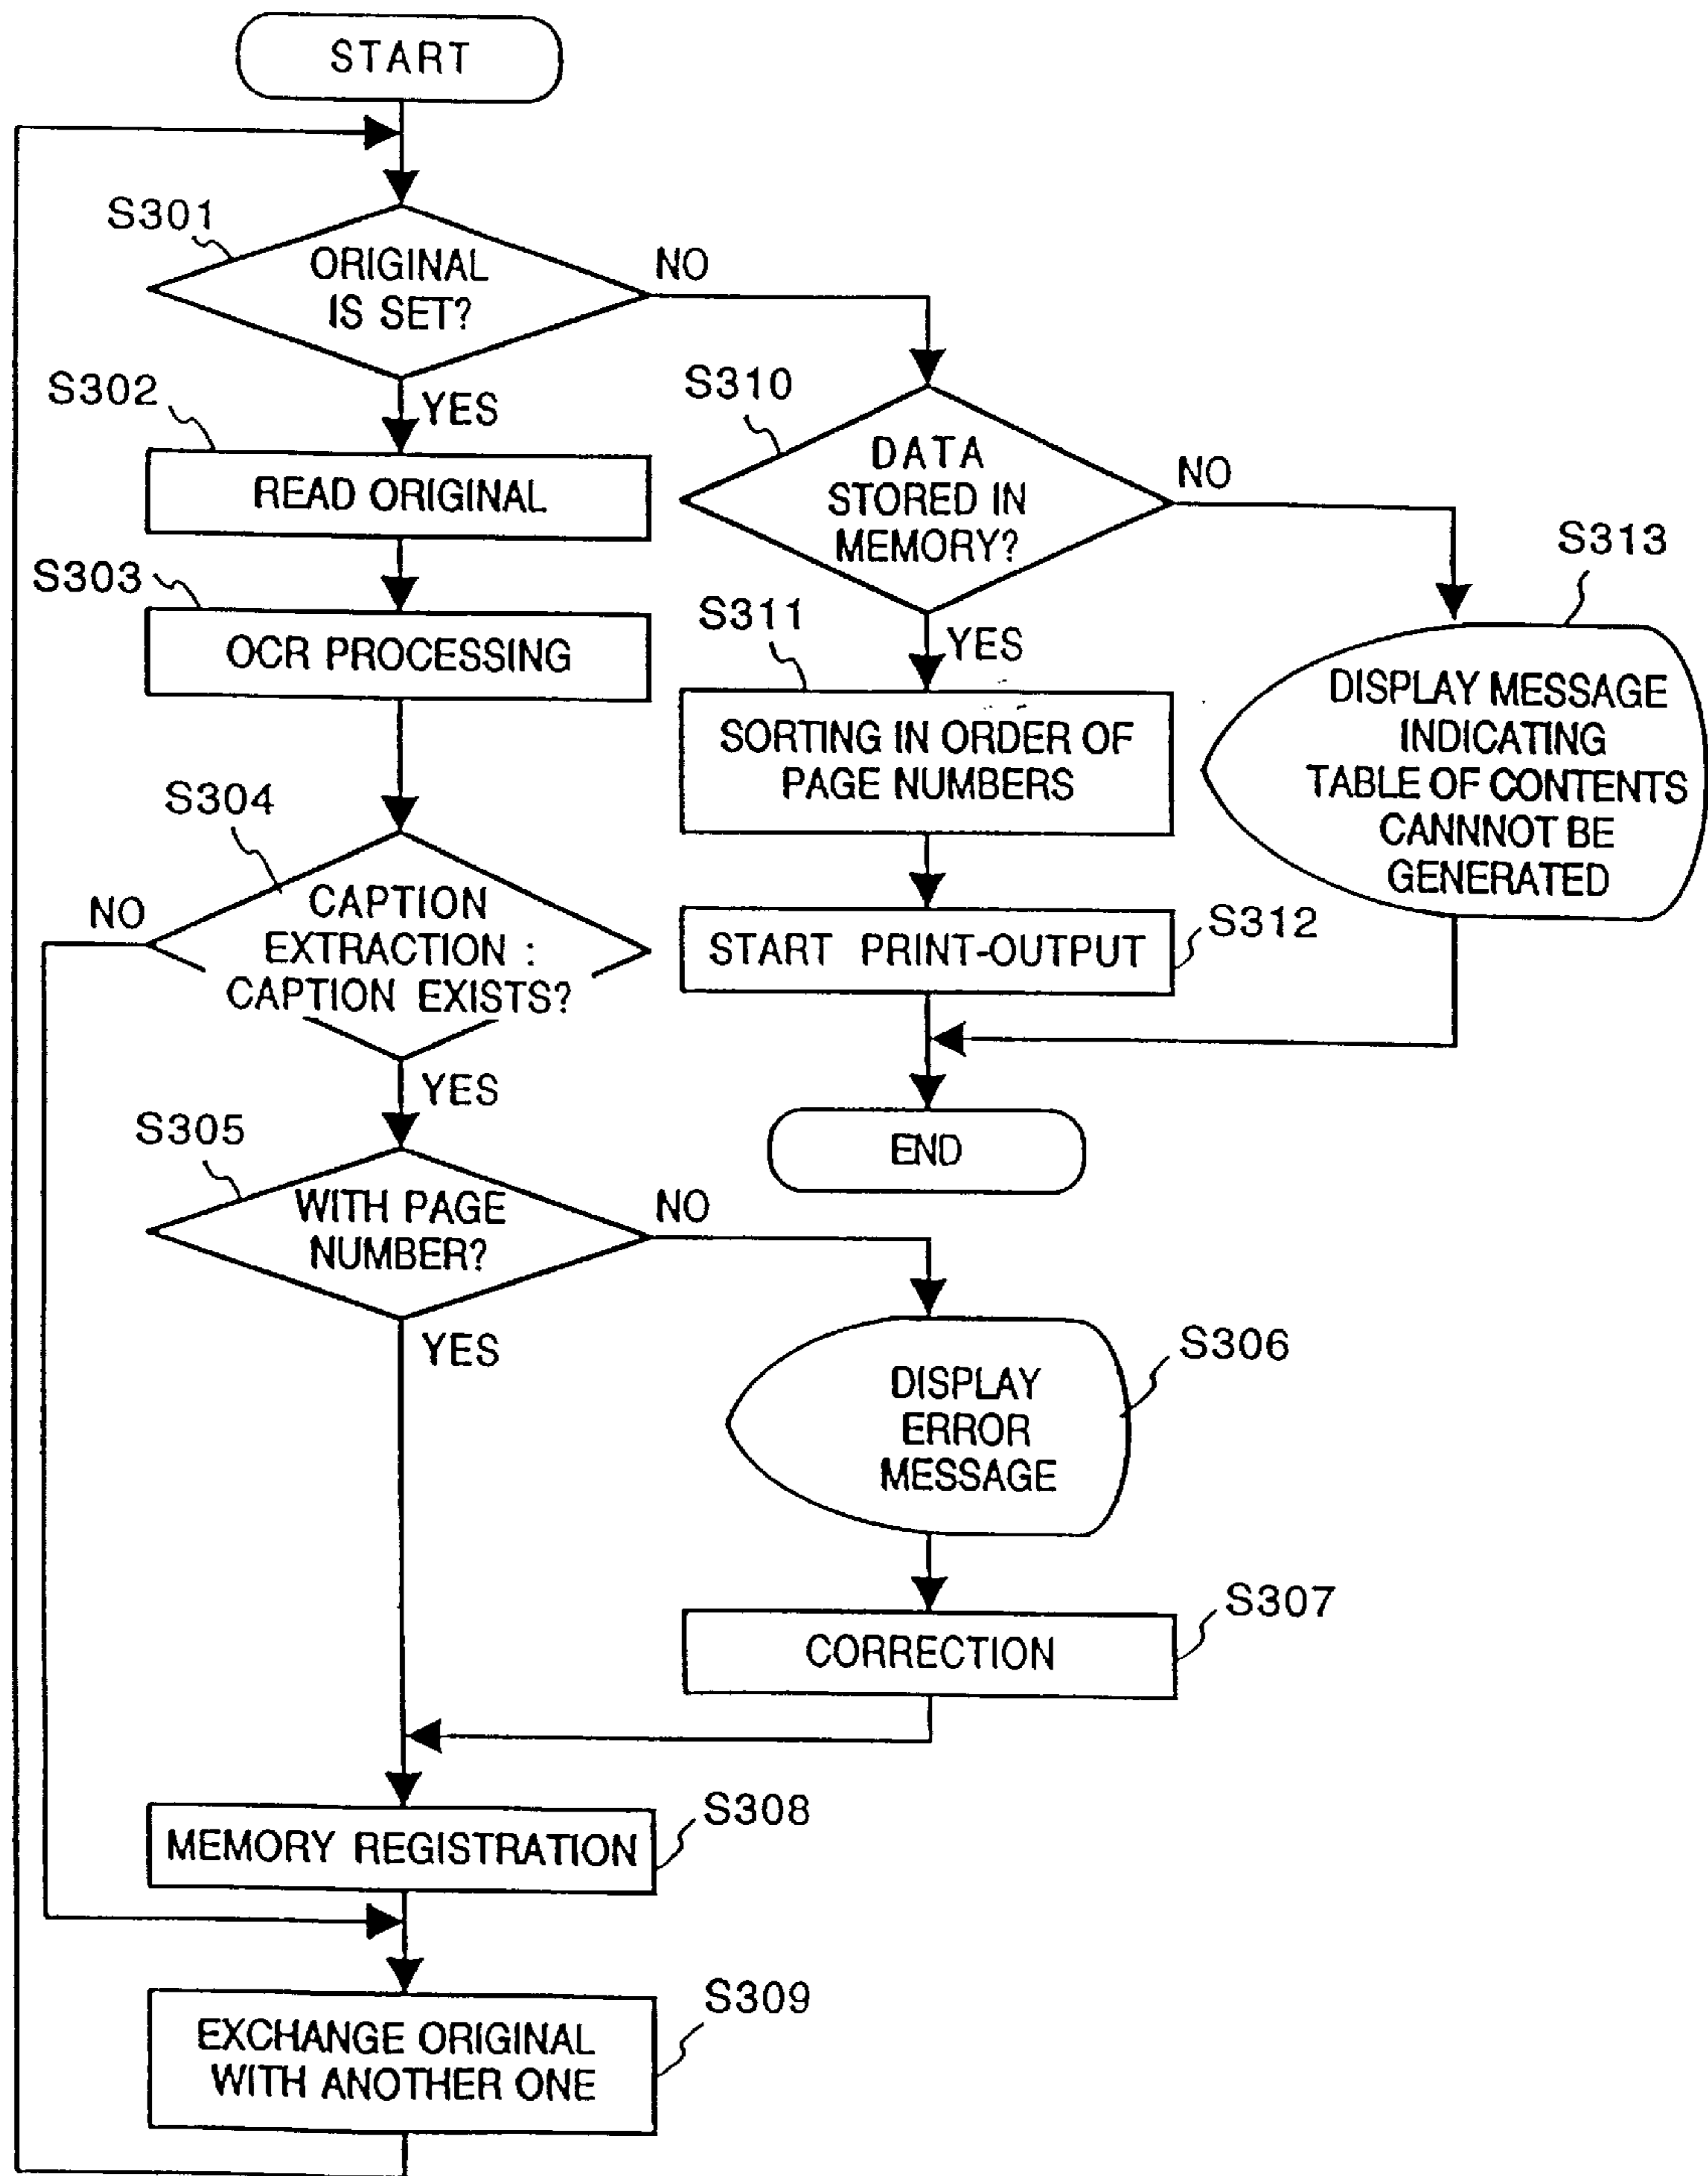 START
S301
ORIGINAL
IS SET?
NO
YES
S302
READ ORIGINAL
S303
OCR PROCESSING
S304
NO
CAPTION
EXTRACTION :
CAPTION EXISTS?
YES
S305
WITH PAGE
NUMBER?
NO
YES
S306
DISPLAY
ERROR
MESSAGE
S307
CORRECTION
S308
MEMORY REGISTRATION
S309
EXCHANGE ORIGINAL
WITH ANOTHER ONE
S310
DATA
STORED IN
MEMORY?
NO
YES
S311
SORTING IN ORDER OF
PAGE NUMBERS
S312
START PRINT-OUTPUT
S313
DISPLAY MESSAGE
INDICATING
TABLE OF CONTENTS
CANNNOT BE
GENERATED
END